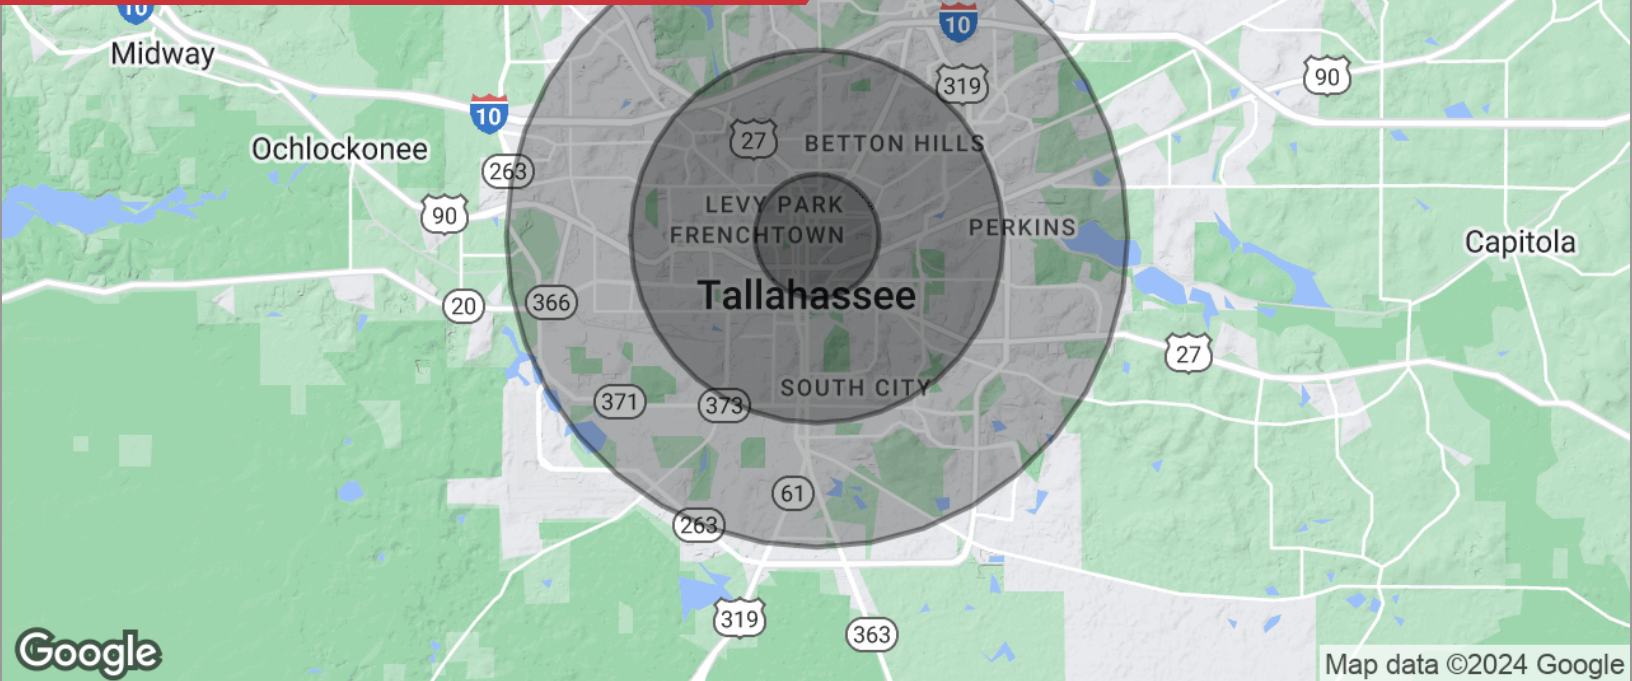 10
10
Midway
90
319
10
27
BETTON HILLS
Ochlockonee
263
LEVY PARK
90
PERKINS
FRENCHTOWN
Capitola
Tallahassee
366
20
27
SOUTH CITY
371
373
61
263
319
363
Google
Map data ©2024 Google